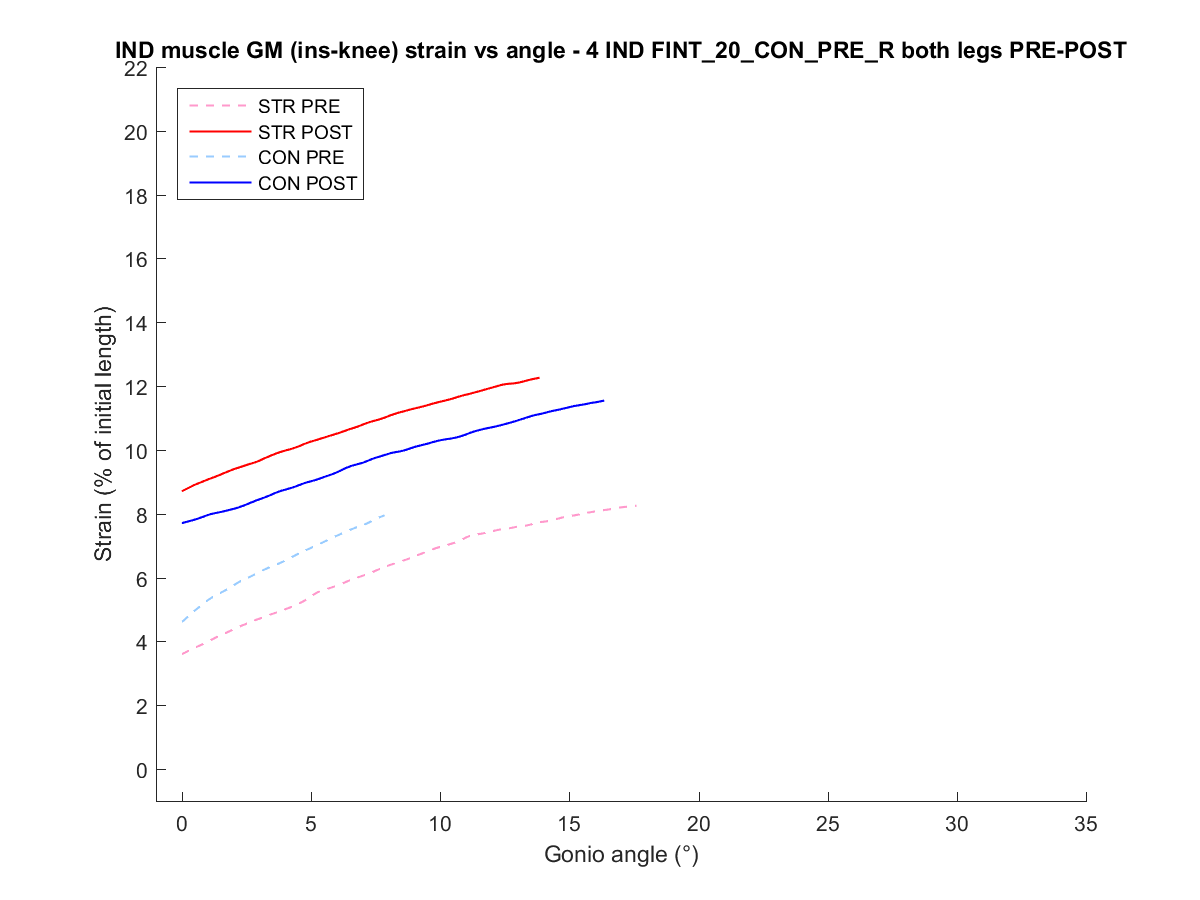 IND muscle GM (ins-knee) strain vs angle - 4 IND FINT_20_CON_PRE_R both legs PRE-POST
22
20
18
16
14
12
10
8
6
4
2
0
Strain (% of initial length)
STR PRE
STR POST
CON PRE
CON POST
0 5 10 15 20 25 30 35
Gonio angle (°)